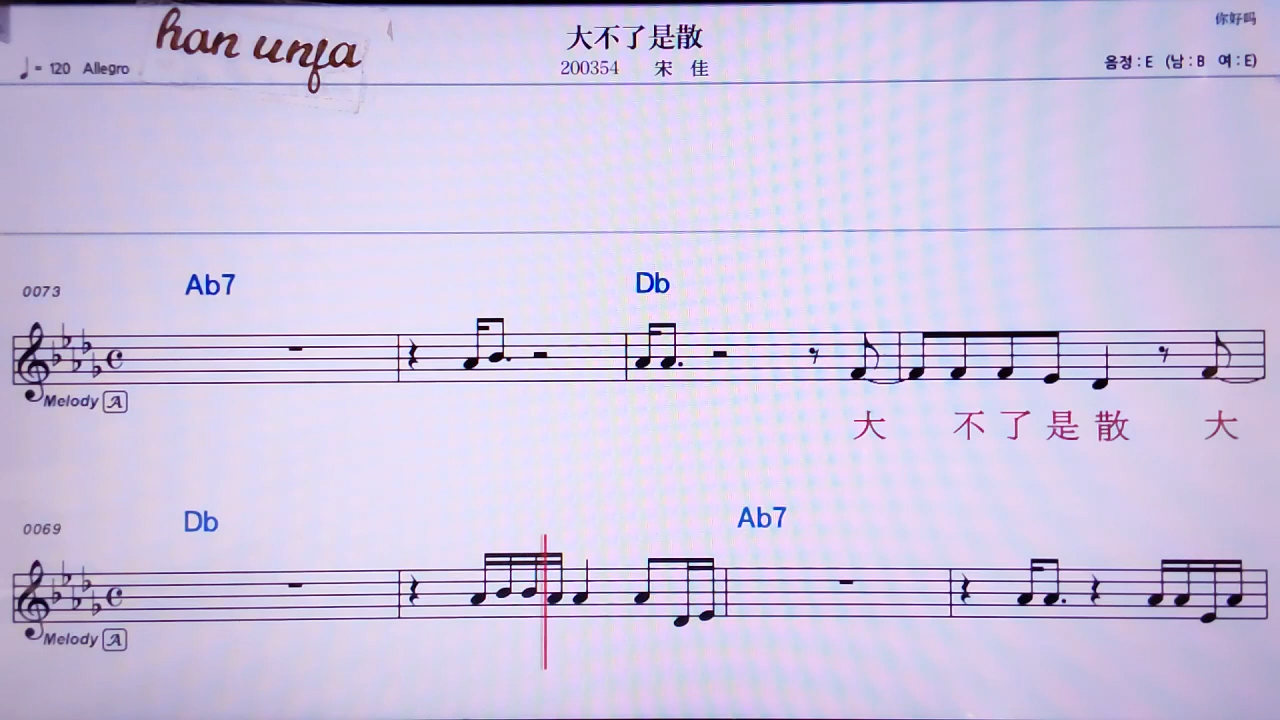 han unfa
大不了是散
你好吗
♩= 120 Allegro
200354 宋 佳
음정 : E (남 : B 여 : E)
0073 Ab7 Db
Melody A
大 不 了 是 散 大
0069 Db Ab7
Melody A